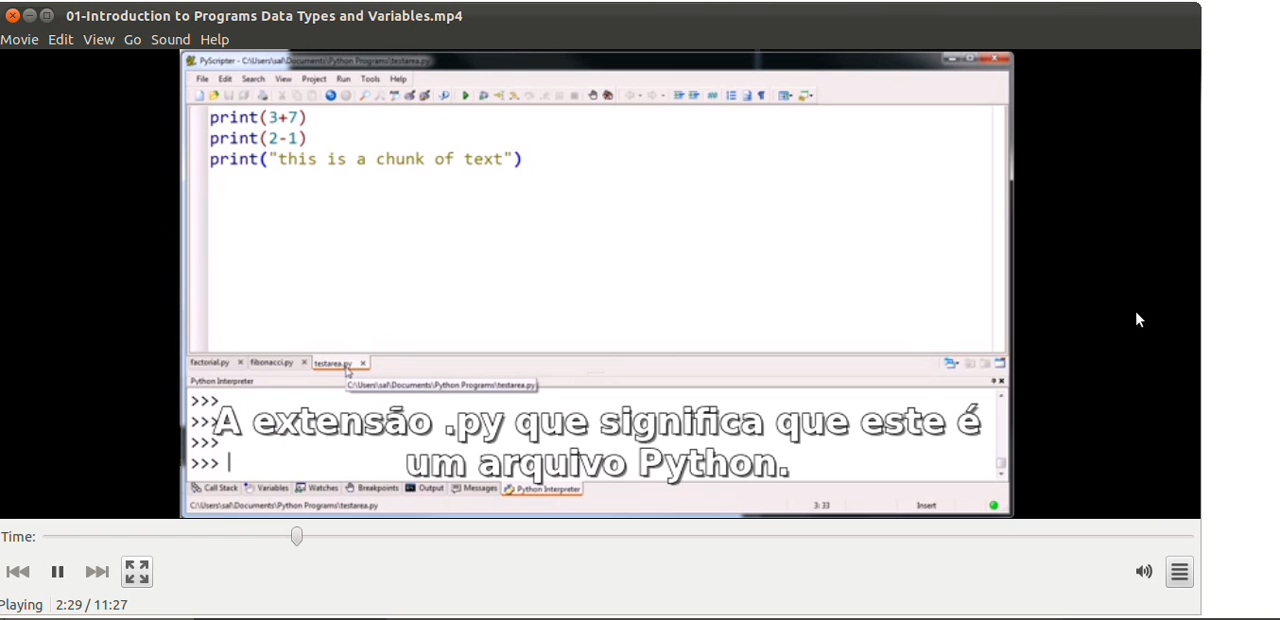 01-Introduction to Programs Data Types and Variables.mp4
Movie Edit View Go Sound Help
PyScripter - C:\Users\sal\Documents\Python Programs\testarea.py
File Edit Search View Project Run Tools Help
print(3+7)
print(2-1)
print("this is a chunk of text")
factorial.py fibonacci.py testarea.py
Python Interpreter
C:\Users\sal\Documents\Python Programs\testarea.py
>>>
>>>
>>>
>>>
A extensão .py que significa que este é
um arquivo Python.
Call Stack Variables Watches Breakpoints Output Messages Python Interpreter
C:\Users\sal\Documents\Python Programs\testarea.py 3: 33 Insert
Time:
Playing 2:29 / 11:27